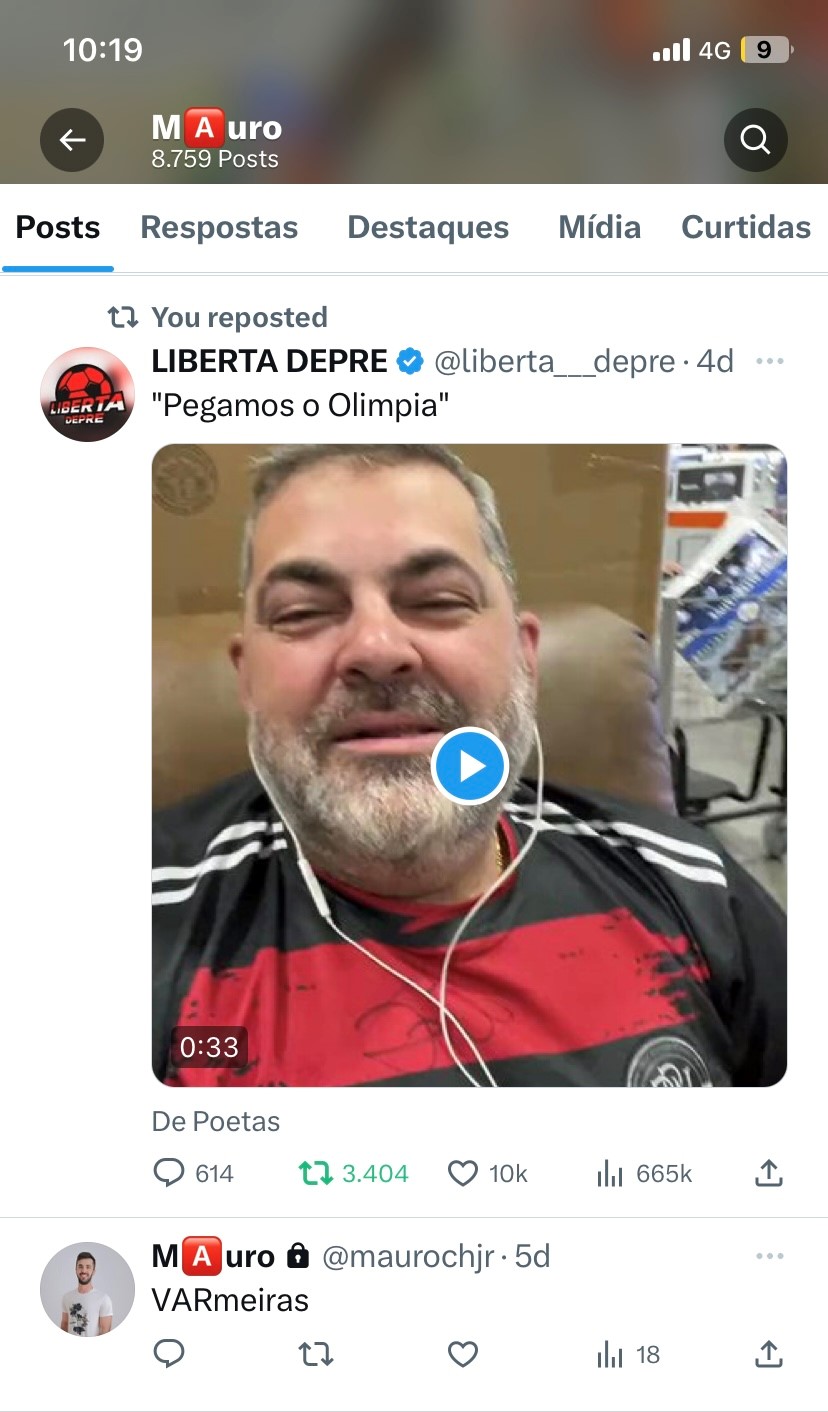 10:19
4G 9
M🅰️uro
8.759 Posts
Posts Respostas Destaques Mídia Curtidas
You reposted
LIBERTA DEPRE @liberta___depre · 4d
LIBERTA
DEPRE
"Pegamos o Olimpia"
0:33
De Poetas
614 3.404 10k 665k
M🅰️uro @maurochjr · 5d
VARmeiras
18